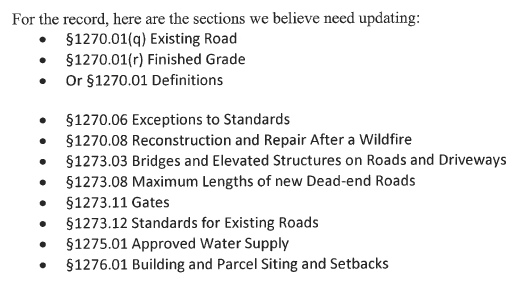 For the record, here are the sections we believe need updating:
• §1270.01(q) Existing Road
• §1270.01(r) Finished Grade
• Or §1270.01 Definitions
• §1270.06 Exceptions to Standards
• §1270.08 Reconstruction and Repair After a Wildfire
• §1273.03 Bridges and Elevated Structures on Roads and Driveways
• §1273.08 Maximum Lengths of new Dead-end Roads
• §1273.11 Gates
• §1273.12 Standards for Existing Roads
• §1275.01 Approved Water Supply
• §1276.01 Building and Parcel Siting and Setbacks